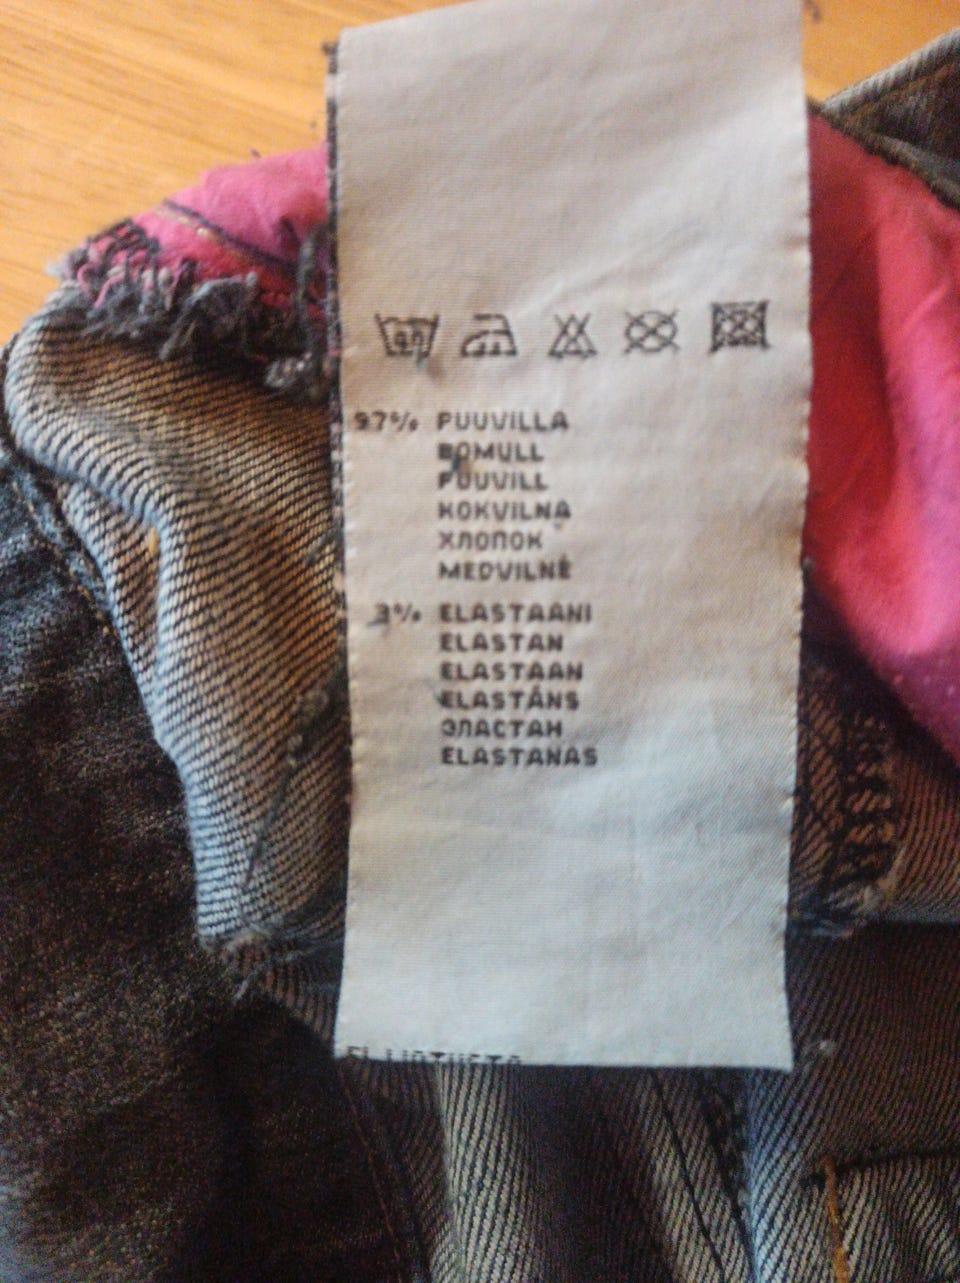 97% PUUVILLA
BOMULL
PUUVILL
KOKVILNA
ХЛОПОК
MEDVILNĖ
3% ELASTAANI
ELASTAN
ELASTAAN
ELASTĀNS
ЭЛАСТАН
ELASTANAS